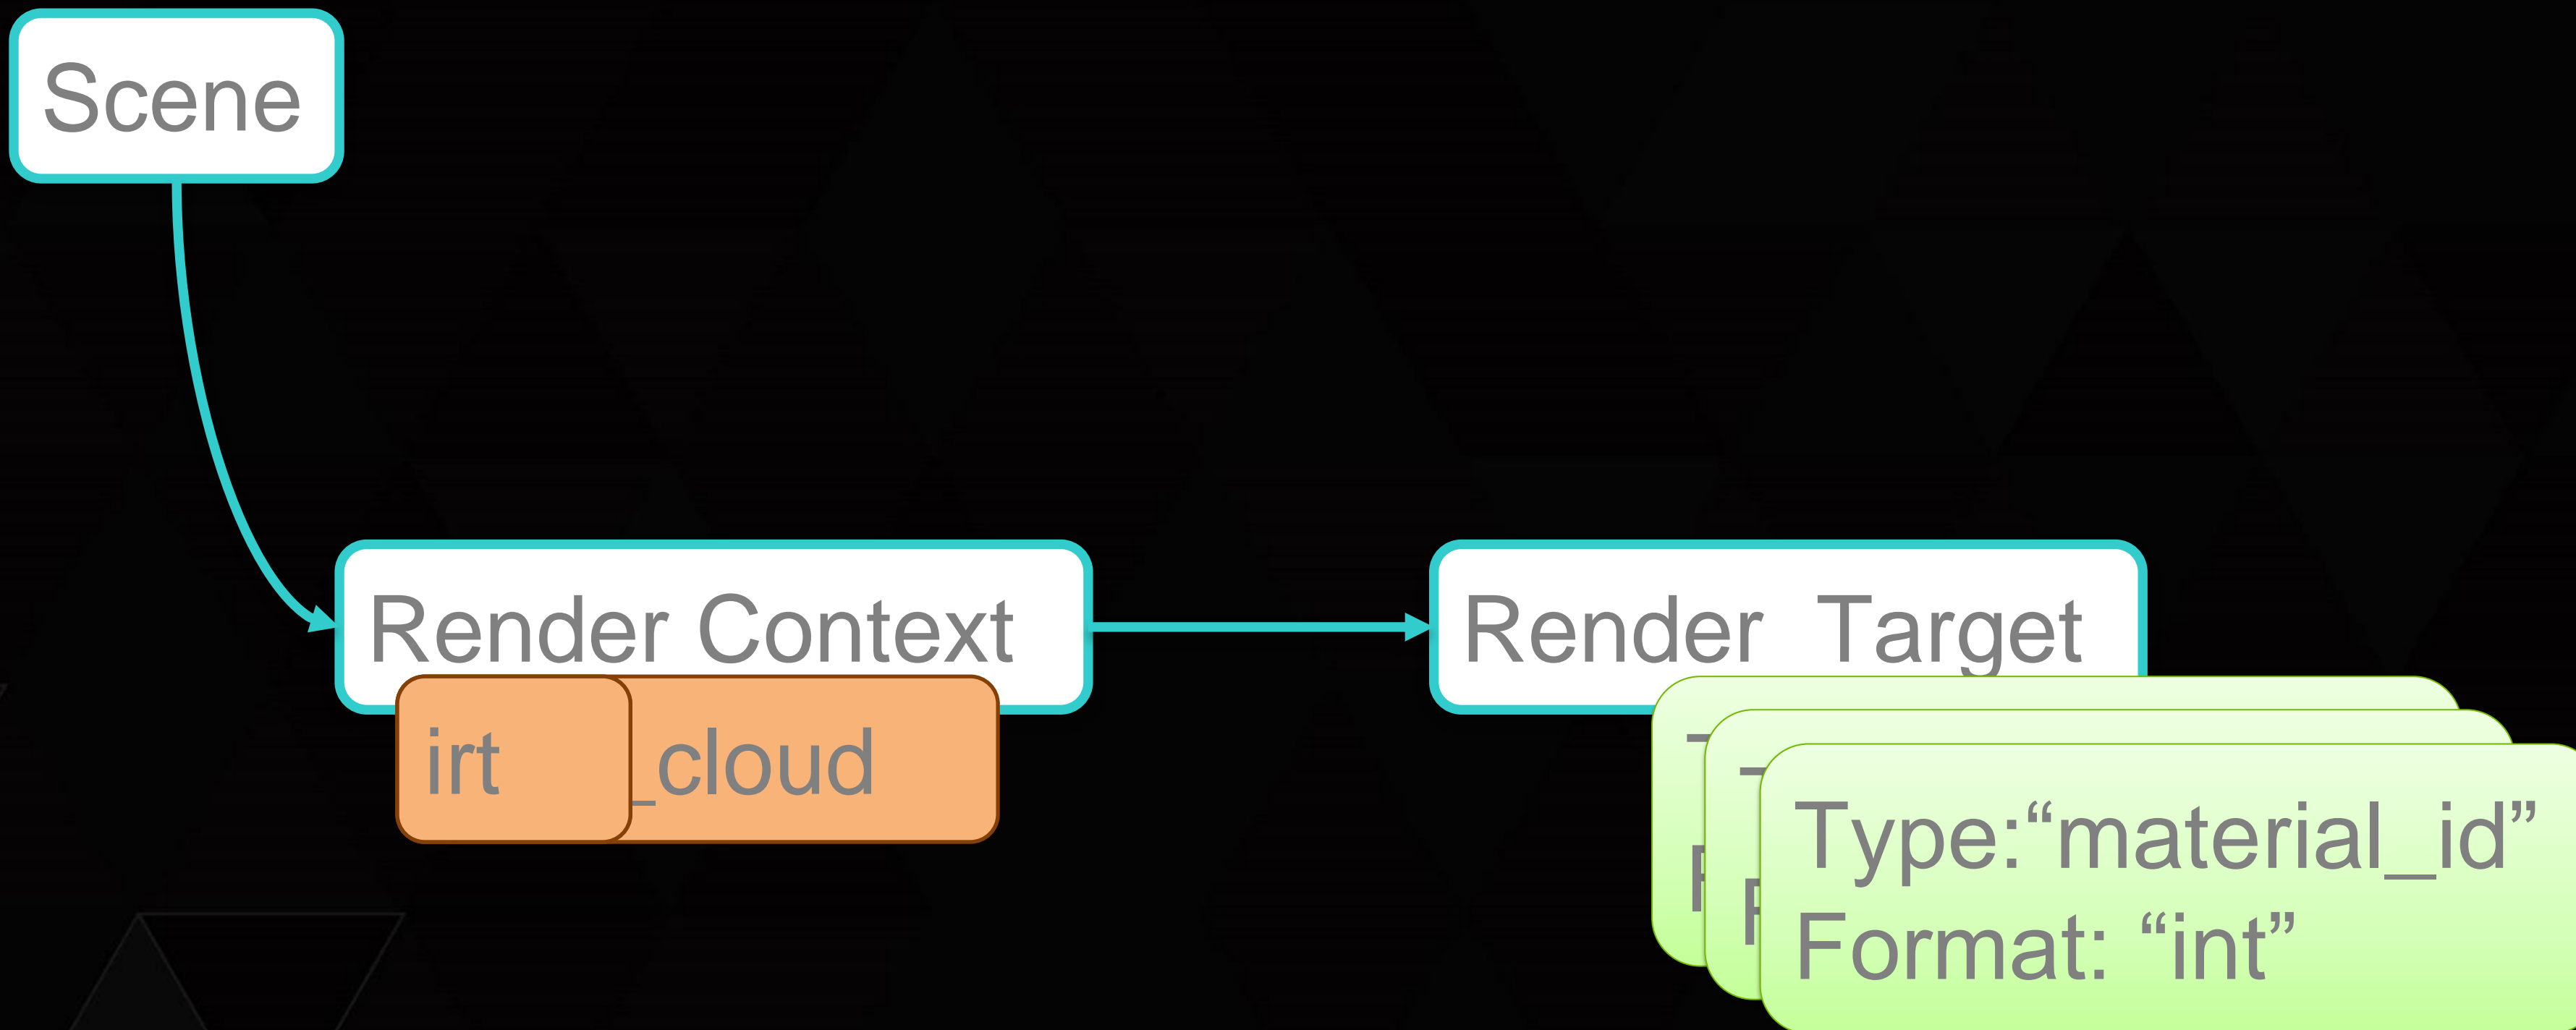 Scene
Render Context
Render Target
irt
_cloud
Type:“material_id”
Format: “int”